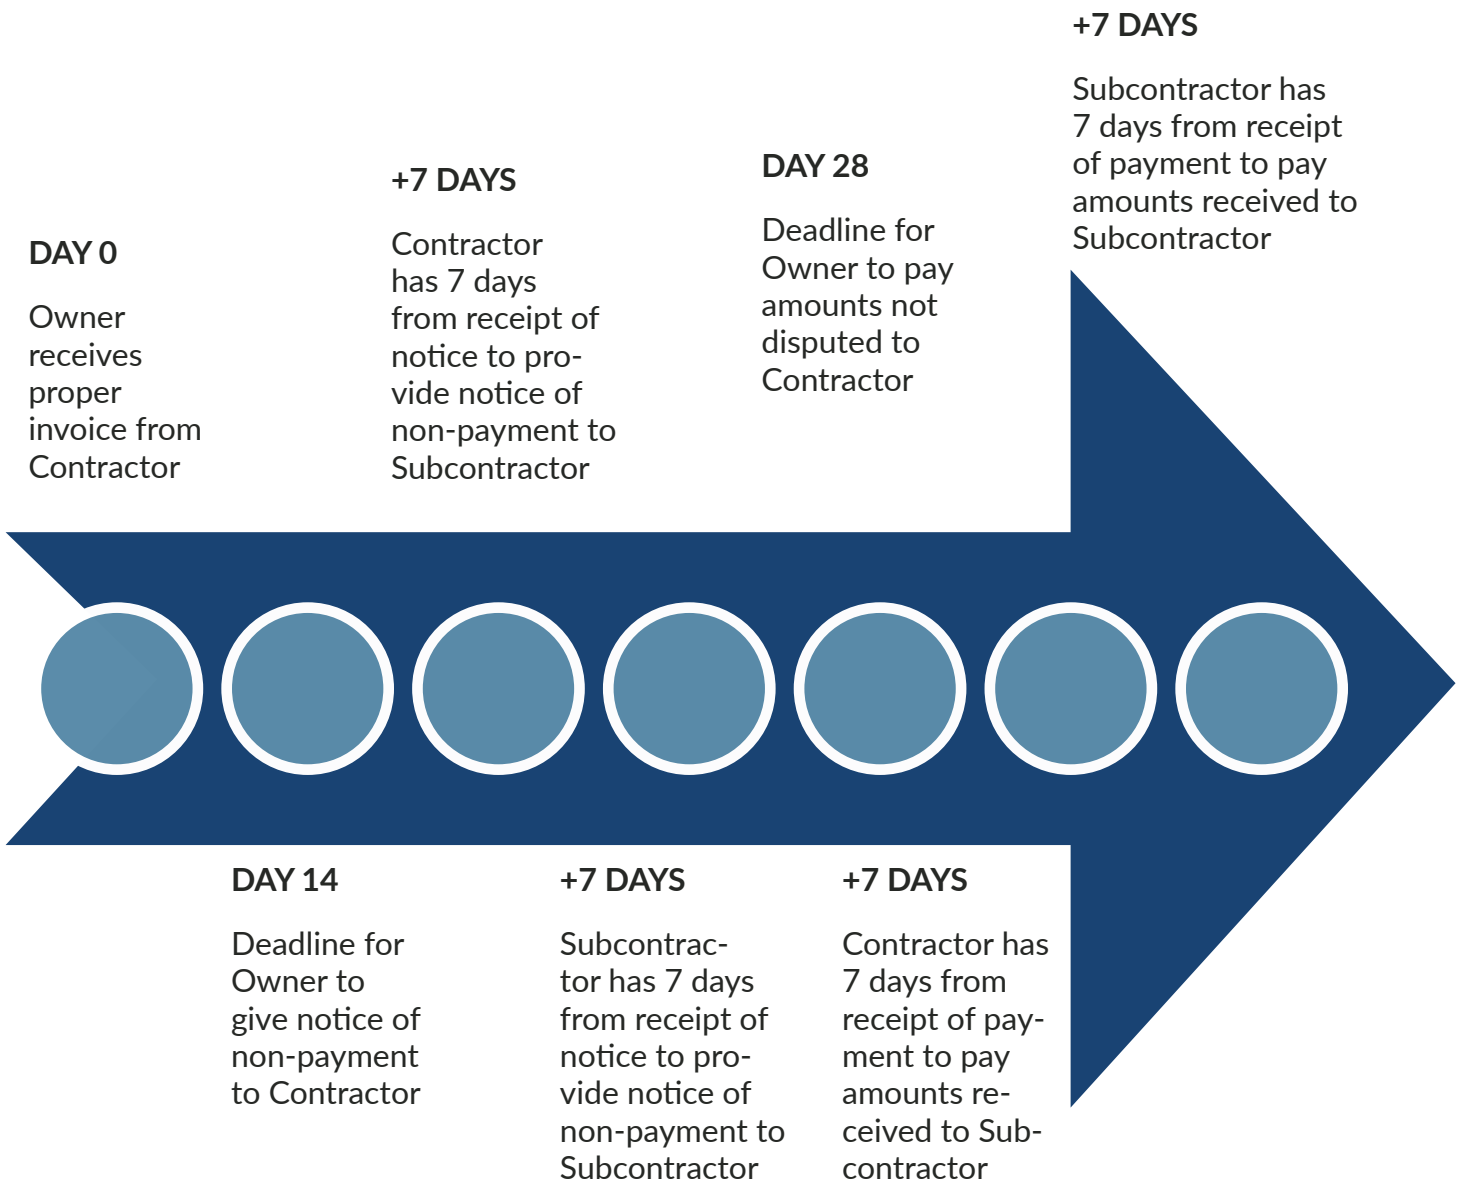 DAY 0
Owner
receives
proper
invoice from
Contractor
DAY 14
Deadline for
Owner to
give notice of
non-payment
to Contractor
+7 DAYS
Contractor
has 7 days
from receipt of
notice to pro-
vide notice of
non-payment to
Subcontractor
+7 DAYS
Subcontrac-
tor has 7 days
from receipt of
notice to pro-
vide notice of
non-payment to
Subcontractor
DAY 28
Deadline for
Owner to pay
amounts not
disputed to
Contractor
+7 DAYS
Contractor has
7 days from
receipt of pay-
ment to pay
amounts re-
ceived to Sub-
contractor
+7 DAYS
Subcontractor has
7 days from receipt
of payment to pay
amounts received to
Subcontractor